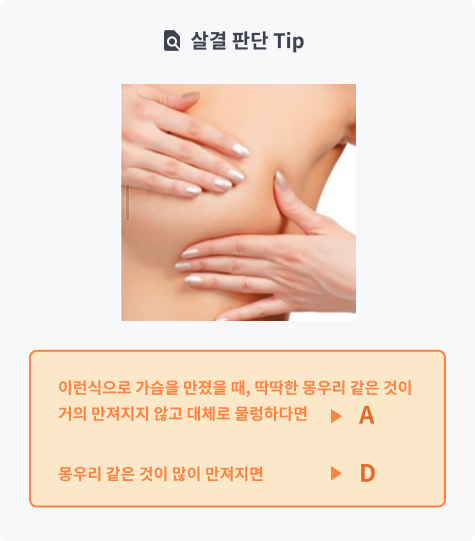 살결 판단 Tip
이런식으로 가슴을 만졌을 때, 딱딱한 몽우리 같은 것이
거의 만져지지 않고 대체로 물렁하다면 ▶ A
몽우리 같은 것이 많이 만져지면 ▶ D